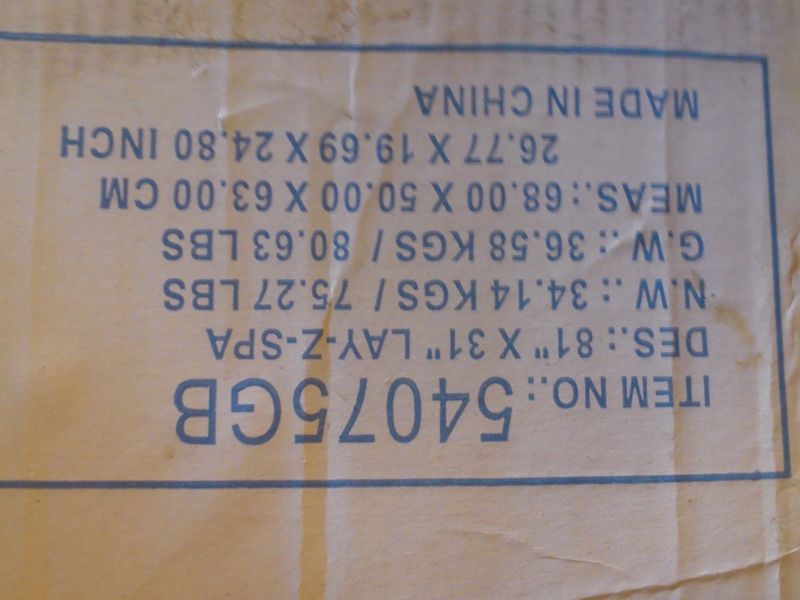 ITEM NO.: 54075GB
DES.: 81" X 31" LAY-Z-SPA
N.W .: 34.14 KGS / 75.27 LBS
G.W .: 36.58 KGS / 80.63 LBS
MEAS.: 68.00 X 50.00 X 63.00 CM
26.77 X 19.69 X 24.80 INCH
MADE IN CHINA